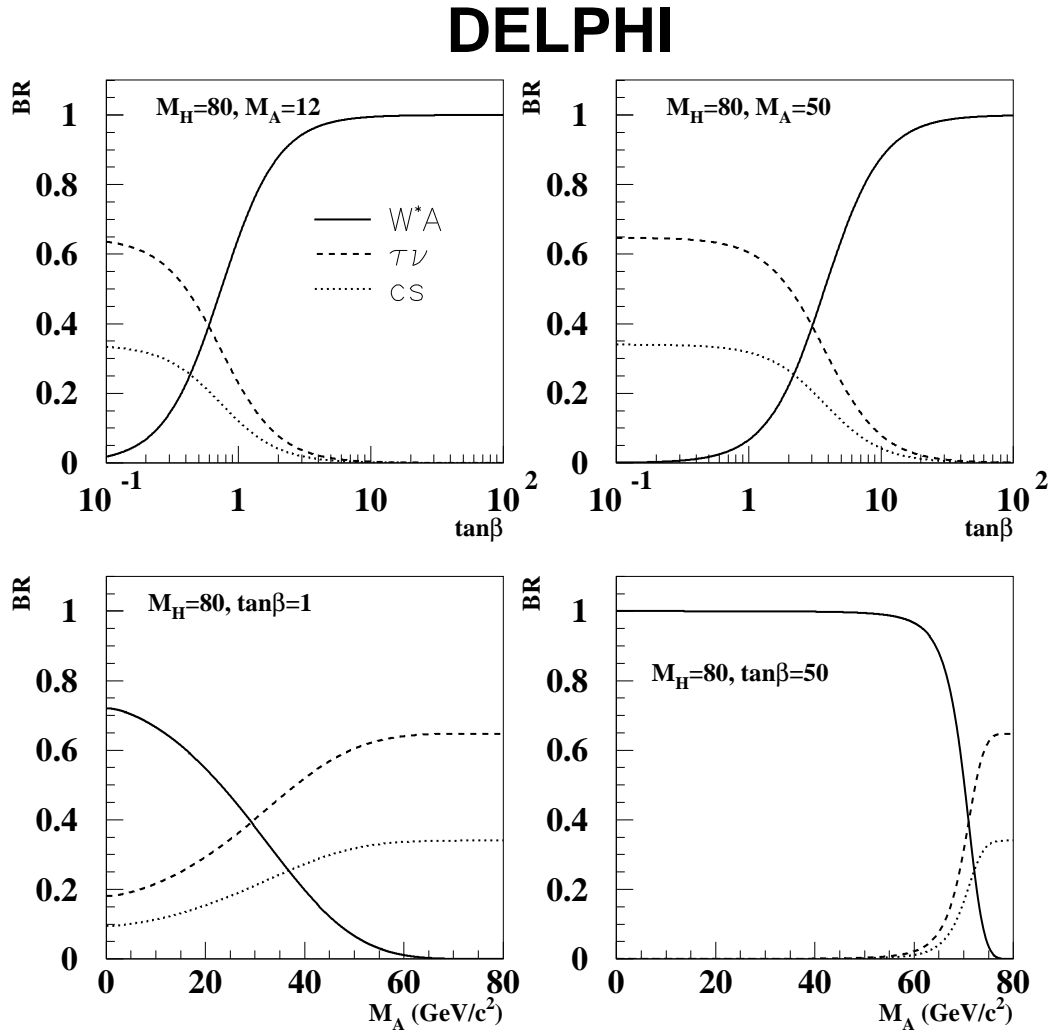 DELPHI
BR
M_H=80, M_A=12
1
0.8
0.6
0.4
0.2
0
W*A
τν
cs
10^-1 1 10 10^2
tanβ
BR
M_H=80, M_A=50
1
0.8
0.6
0.4
0.2
0
10^-1 1 10 10^2
tanβ
BR
M_H=80, tanβ=1
1
0.8
0.6
0.4
0.2
0
0 20 40 60 80
M_A (GeV/c^2)
BR
1
M_H=80, tanβ=50
0.8
0.6
0.4
0.2
0
0 20 40 60 80
M_A (GeV/c^2)